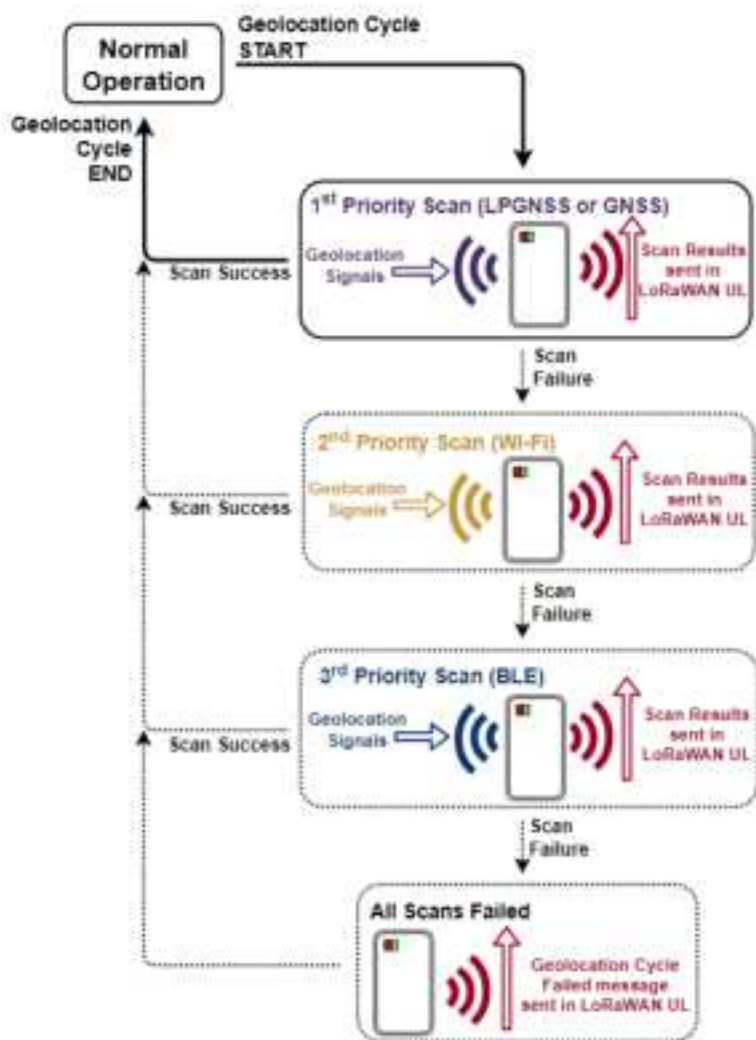 Geolocation Cycle
START
Normal
Operation
Geolocation
Cycle
END
1st Priority Scan (LPGNSS or GNSS)
Geolocation
Signals
Scan Results
sent in
LoRaWAN UL
Scan Success
Scan
Failure
2nd Priority Scan (Wi-Fi)
Geolocation
Signals
Scan Results
sent in
LoRaWAN UL
Scan Success
Scan
Failure
3rd Priority Scan (BLE)
Geolocation
Signals
Scan Results
sent in
LoRaWAN UL
Scan Success
Scan
Failure
All Scans Failed
Geolocation Cycle
Failed message
sent in LoRaWAN UL